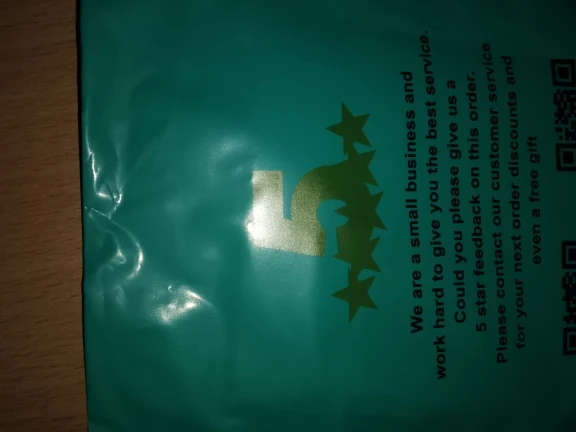 5
We are a small business and
work hard to give you the best service.
Could you please give us a
5 star feedback on this order.
Please contact our customer service
for your next order discounts and
even a free gift